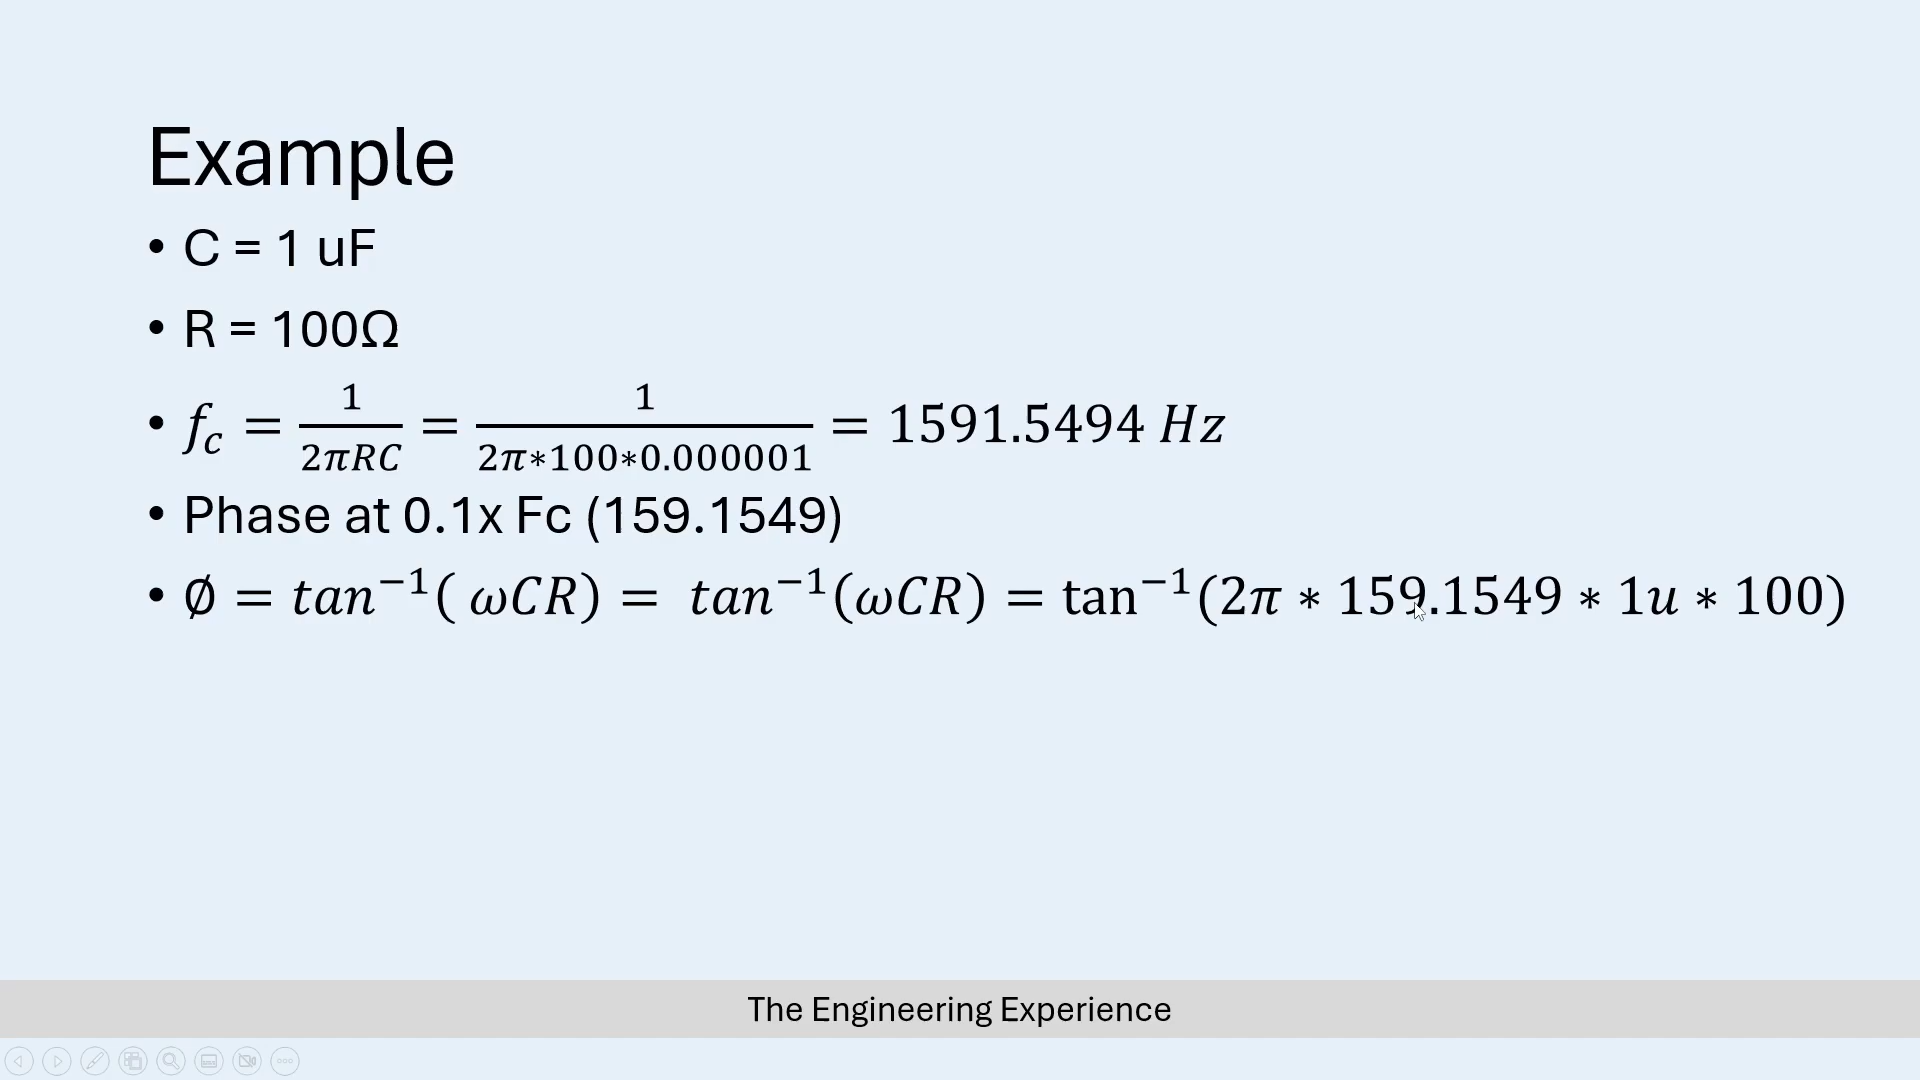 Example
• C = 1 uF
• R = 100Ω
• f_c = 1/(2πRC) = 1/(2π∗100∗0.000001) = 1591.5494 Hz
• Phase at 0.1x Fc (159.1549)
• ∅ = tan⁻¹( ωCR) = tan⁻¹(ωCR) = tan⁻¹(2π ∗ 159.1549 ∗ 1u ∗ 100)
The Engineering Experience